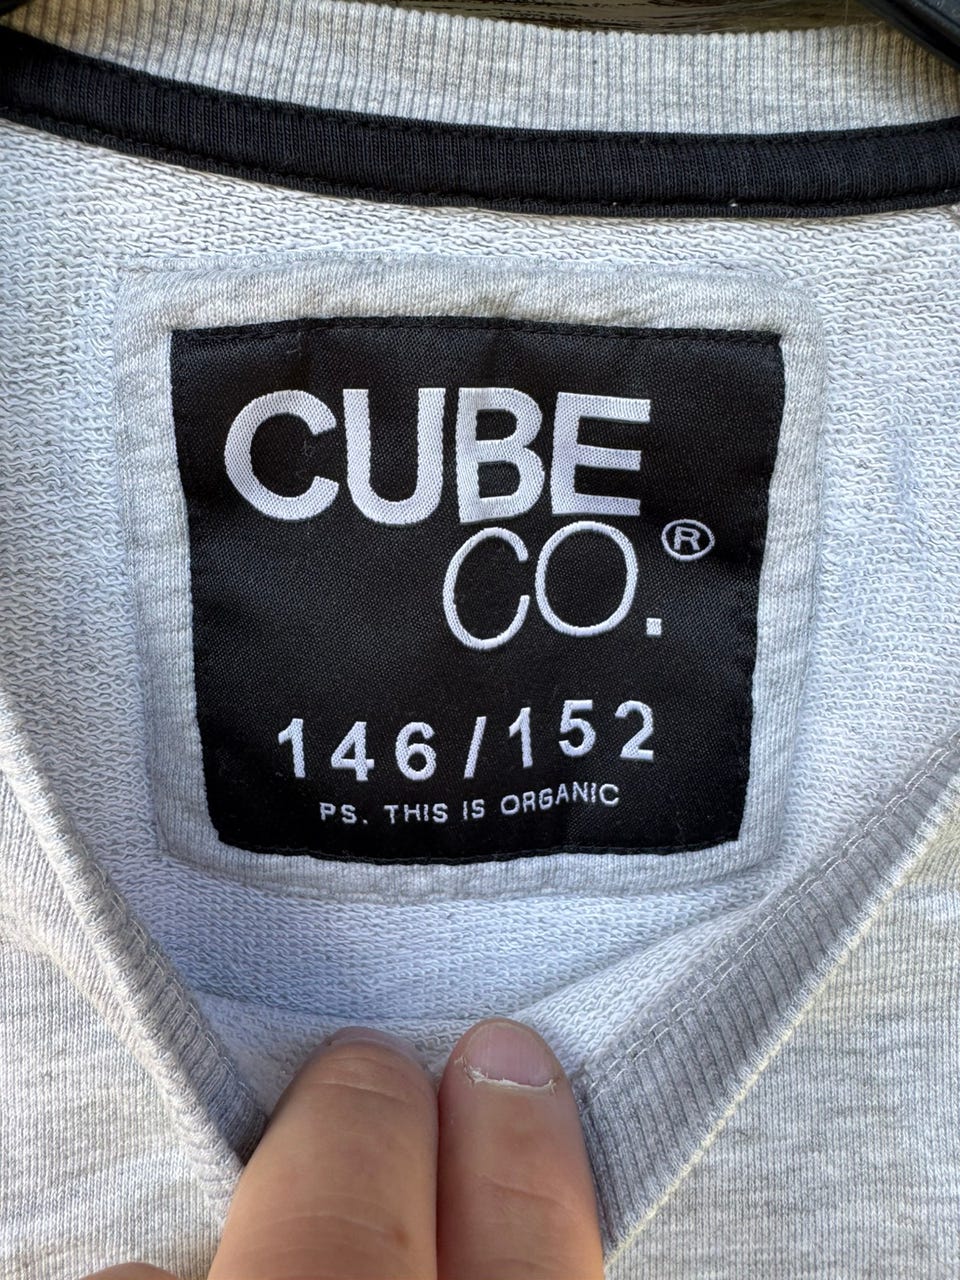 CUBE
CO.®
146/152
PS. THIS IS ORGANIC